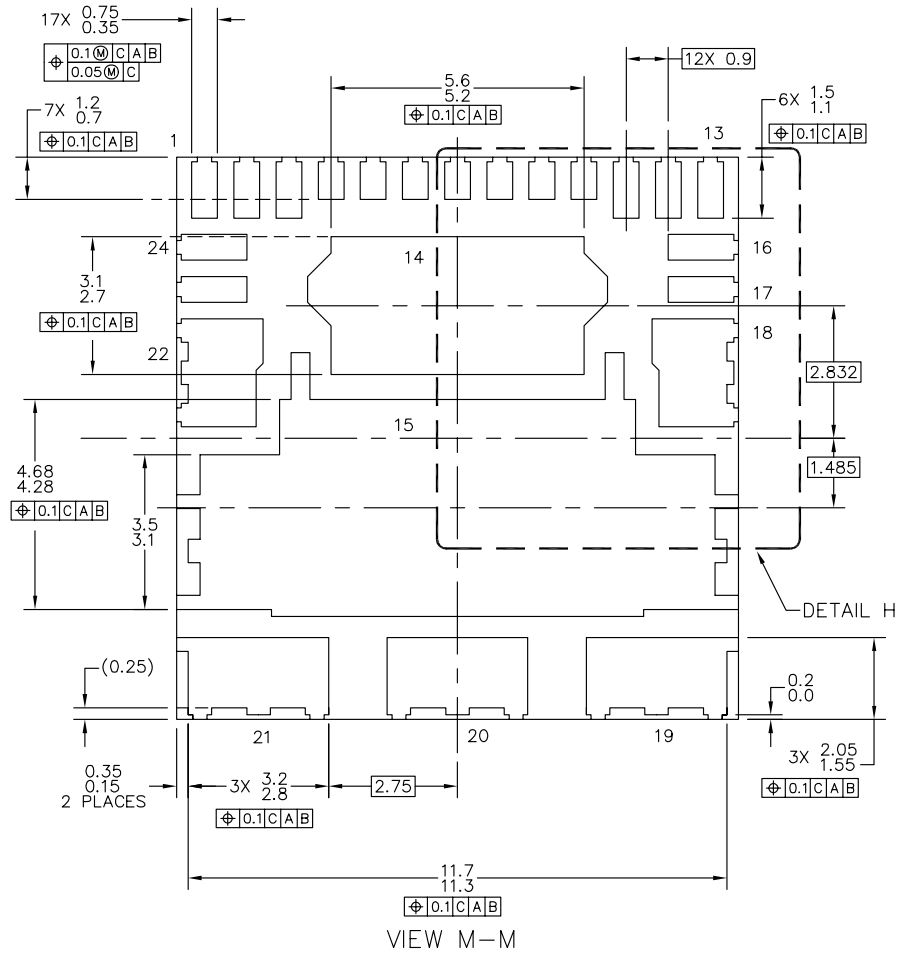 17X 0.75
0.35
⌖ 0.1Ⓜ C A B
0.05Ⓜ C
7X 1.2
0.7
⌖ 0.1 C A B
5.6
5.2
⌖ 0.1 C A B
12X 0.9
6X 1.5
1.1
⌖ 0.1 C A B
1
13
24
14
16
3.1
2.7
⌖ 0.1 C A B
17
22
18
2.832
15
4.68
4.28
⌖ 0.1 C A B
1.485
3.5
3.1
DETAIL H
(0.25)
0.2
0.0
21
20
19
3X 2.05
1.55
⌖ 0.1 C A B
0.35
0.15
2 PLACES
3X 3.2
2.8
⌖ 0.1 C A B
2.75
11.7
11.3
⌖ 0.1 C A B
VIEW M-M